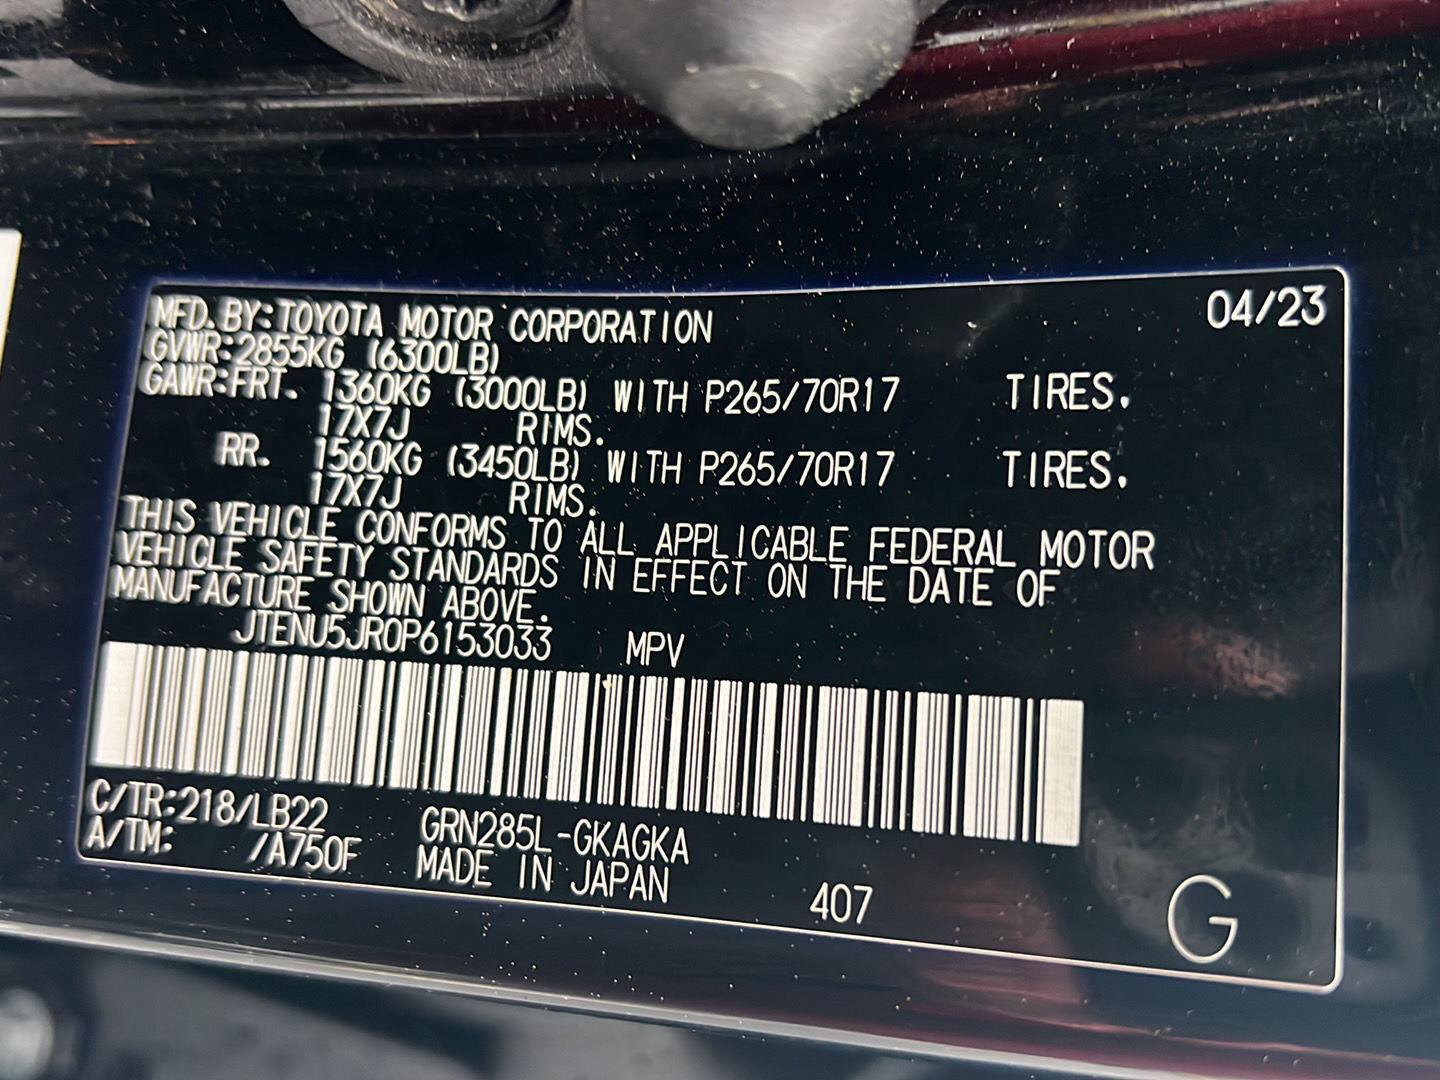 04/23
MFD.BY:TOYOTA MOTOR CORPORATION
GVWR:2855KG (6300LB)
GAWR:FRT. 1360KG (3000LB) WITH P265/70R17 TIRES.
17X7J RIMS.
RR. 1560KG (3450LB) WITH P265/70R17 TIRES.
17X7J RIMS.
THIS VEHICLE CONFORMS TO ALL APPLICABLE FEDERAL MOTOR
VEHICLE SAFETY STANDARDS IN EFFECT ON THE DATE OF
MANUFACTURE SHOWN ABOVE.
JTENU5JR0P6153033 MPV
C/TR:218/LB22 GRN285L-GKAGKA
A/TM: /A750F MADE IN JAPAN
407 G